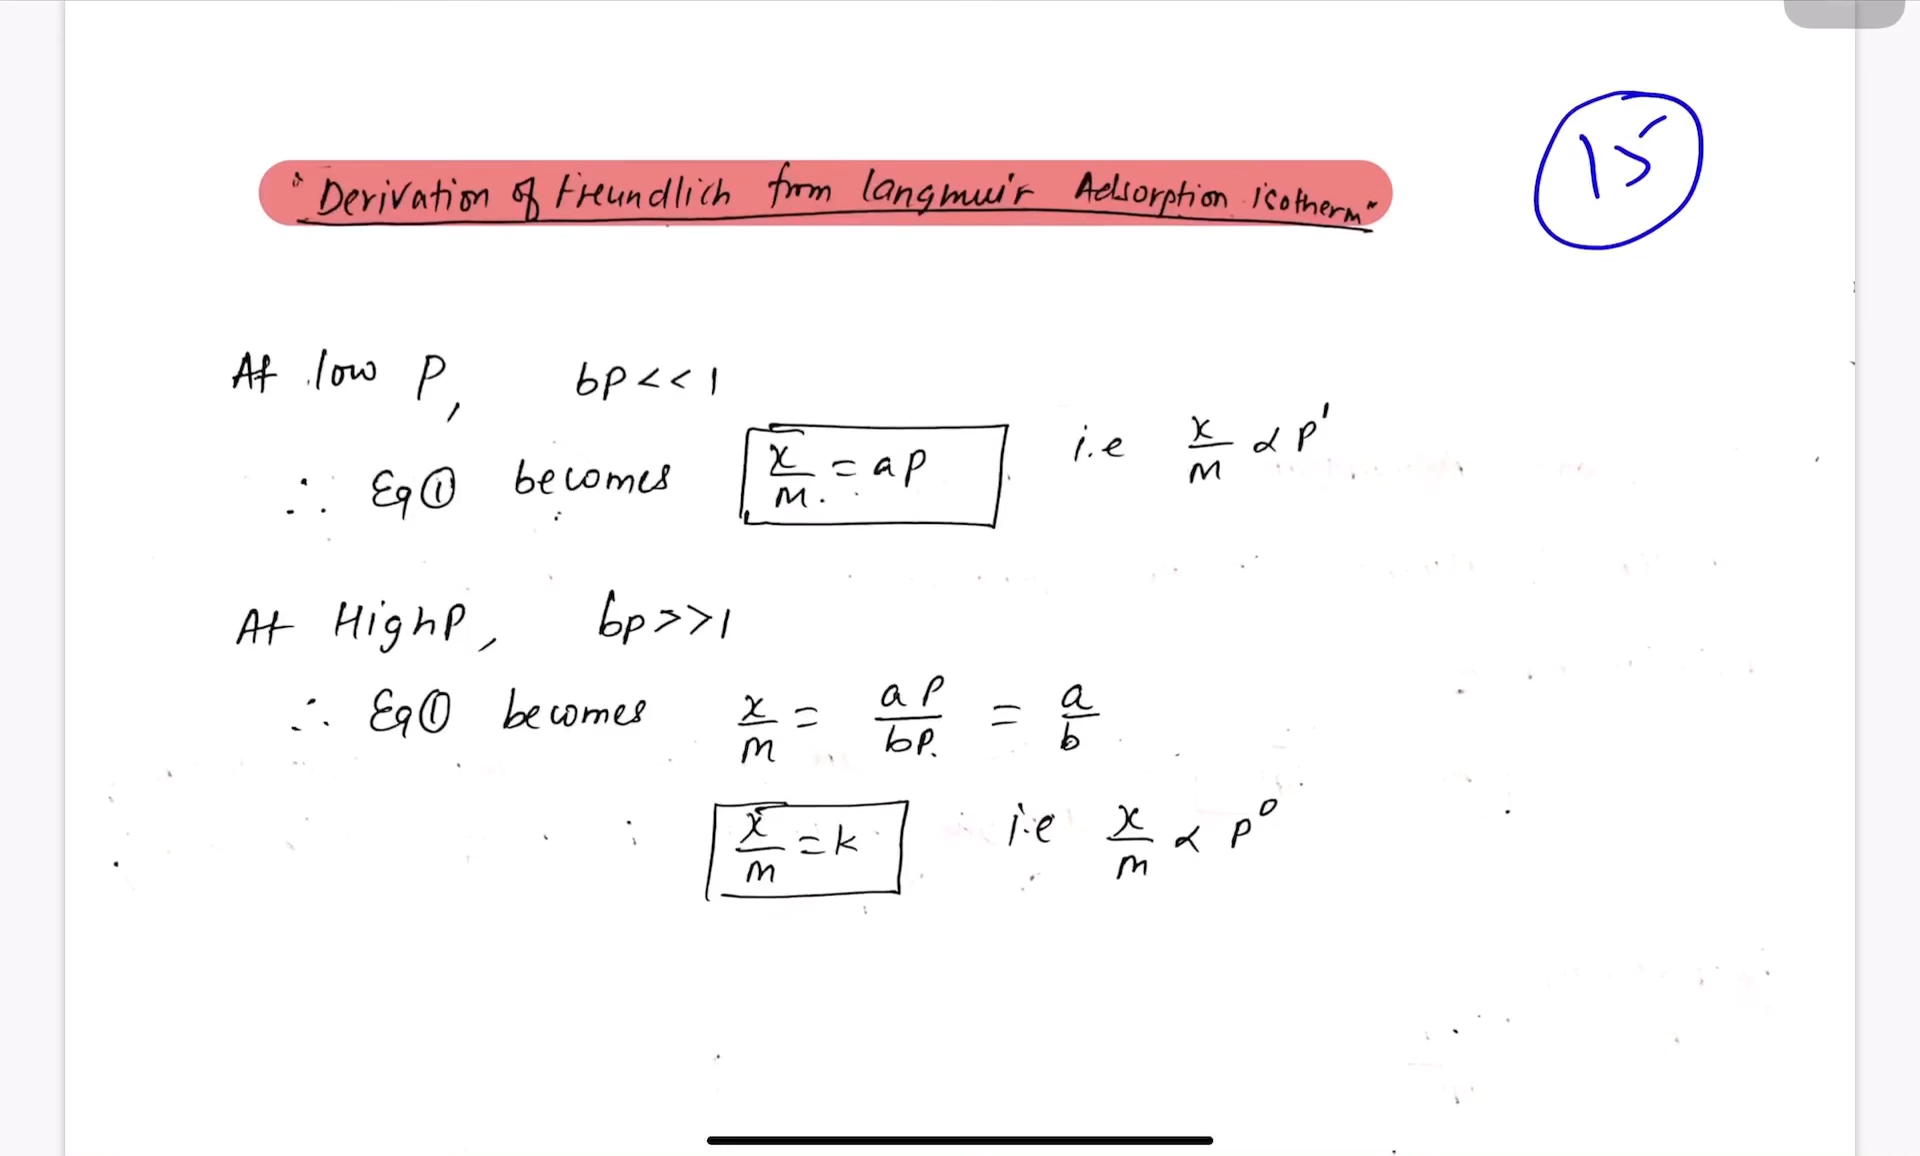 15
"Derivation of Freundlich from Langmuir Adsorption isotherm"
At low P, bp<<1
∴ Eq① becomes x/m = ap i.e x/m ∝ p¹
At High P, bp>>1
∴ Eq① becomes x/m = aP/bP = a/b
x/m = k i.e x/m ∝ p⁰